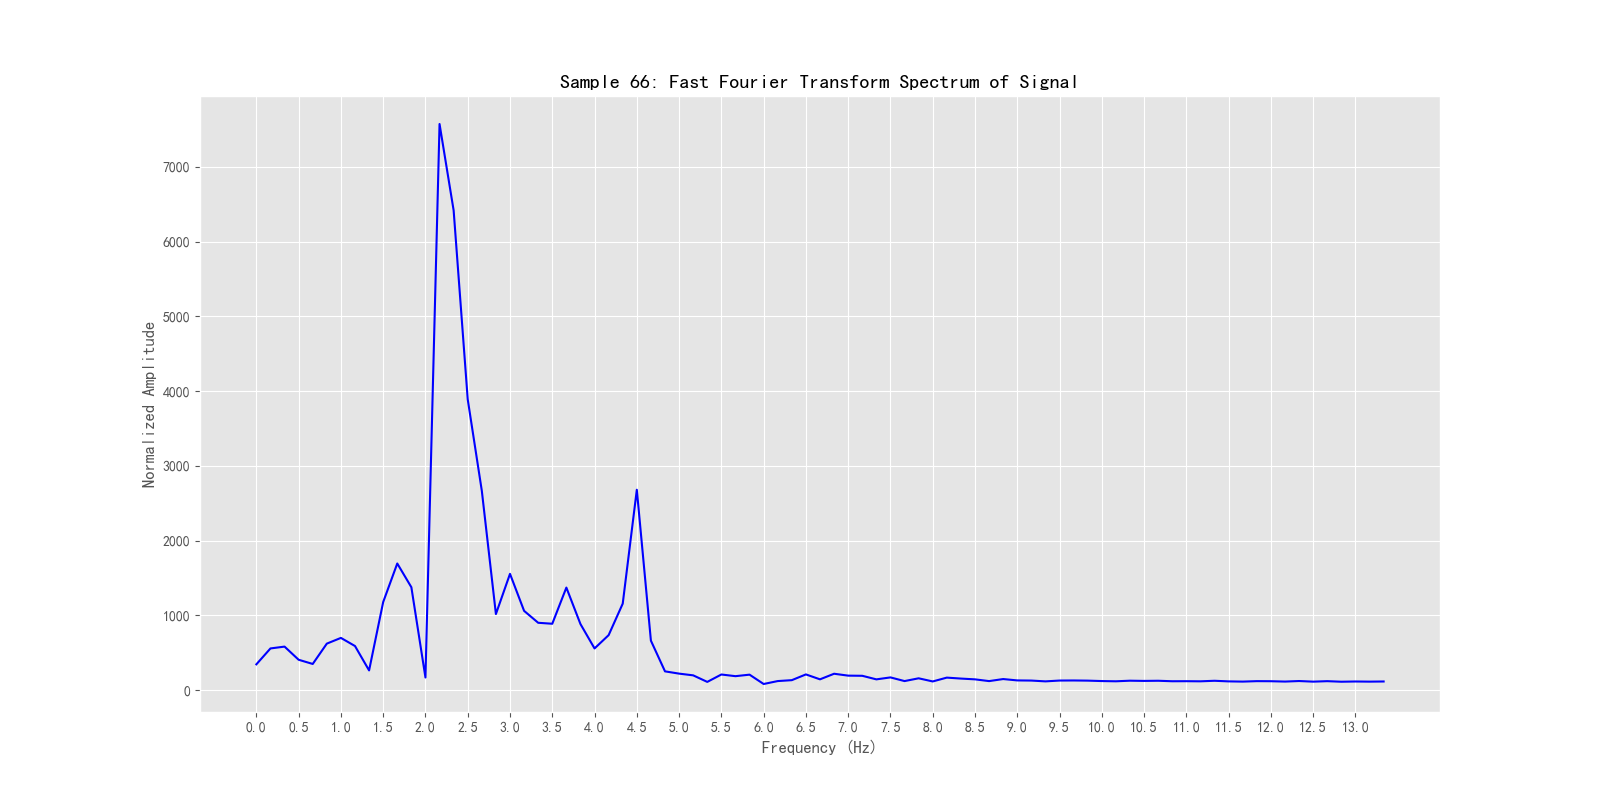 Sample 66: Fast Fourier Transform Spectrum of Signal
Normalized Amplitude
7000
6000
5000
4000
3000
2000
1000
0
0.0 0.5 1.0 1.5 2.0 2.5 3.0 3.5 4.0 4.5 5.0 5.5 6.0 6.5 7.0 7.5 8.0 8.5 9.0 9.5 10.0 10.5 11.0 11.5 12.0 12.5 13.0
Frequency (Hz)